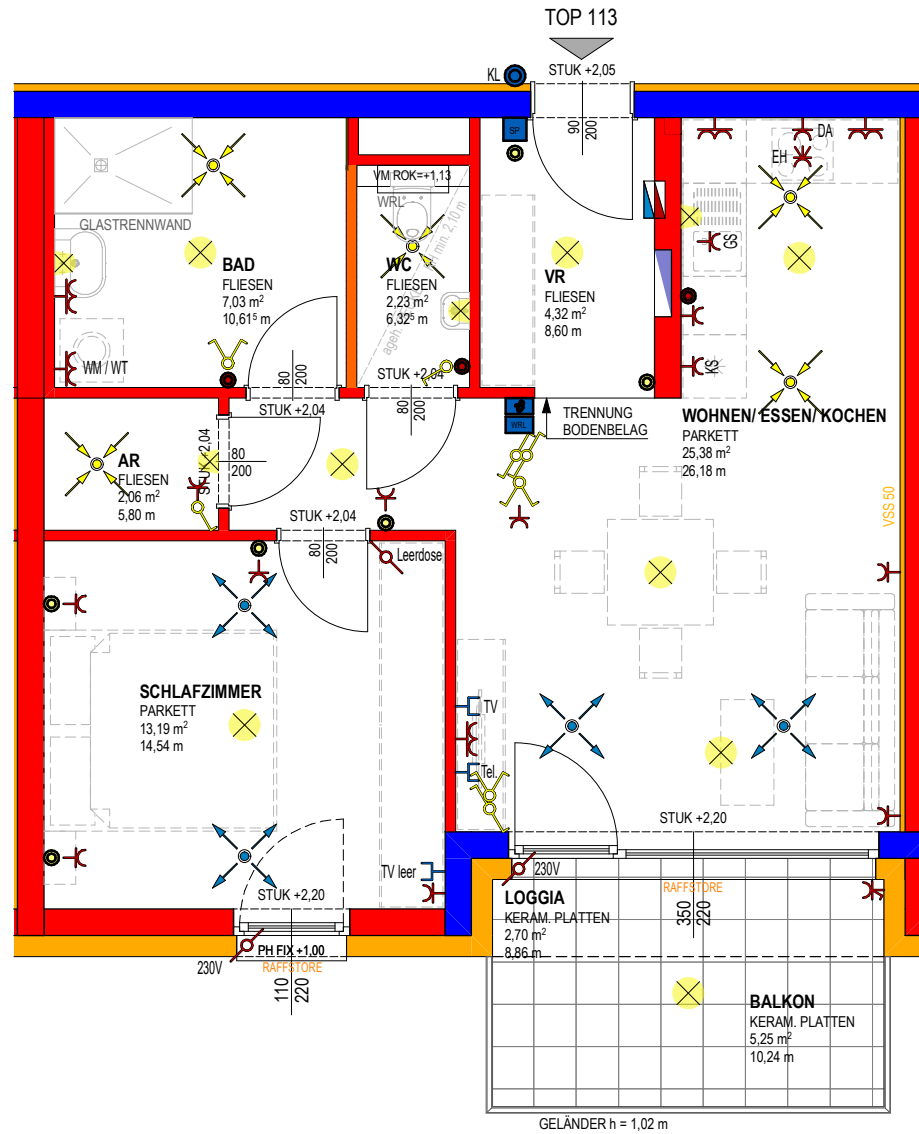 TOP 113
KL
STUK +2,05
90
200
SP
DA
EH
GS
KS
VM ROK=+1,13
WRL
ageh. DH min. 2,10 m
GLASTRENNWAND
BAD
FLIESEN
7,03 m²
10,61⁵ m
WC
FLIESEN
2,23 m²
6,32⁵ m
VR
FLIESEN
4,32 m²
8,60 m
WM / WT
80
200
STUK +2,04
STUK +2,04
80
200
WRL
TRENNUNG
BODENBELAG
WOHNEN/ ESSEN/ KOCHEN
PARKETT
25,38 m²
26,18 m
VSS 50
AR
FLIESEN
2,06 m²
5,80 m
STUK +2,04
80
200
STUK +2,04
80
200
Leerdose
SCHLAFZIMMER
PARKETT
13,19 m²
14,54 m
TV
Tel.
TV leer
STUK +2,20
STUK +2,20
230V
RAFFSTORE
350
220
LOGGIA
KERAM. PLATTEN
2,70 m²
8,86 m
PH FIX +1,00
230V
RAFFSTORE
110
220
BALKON
KERAM. PLATTEN
5,25 m²
10,24 m
GELÄNDER h = 1,02 m